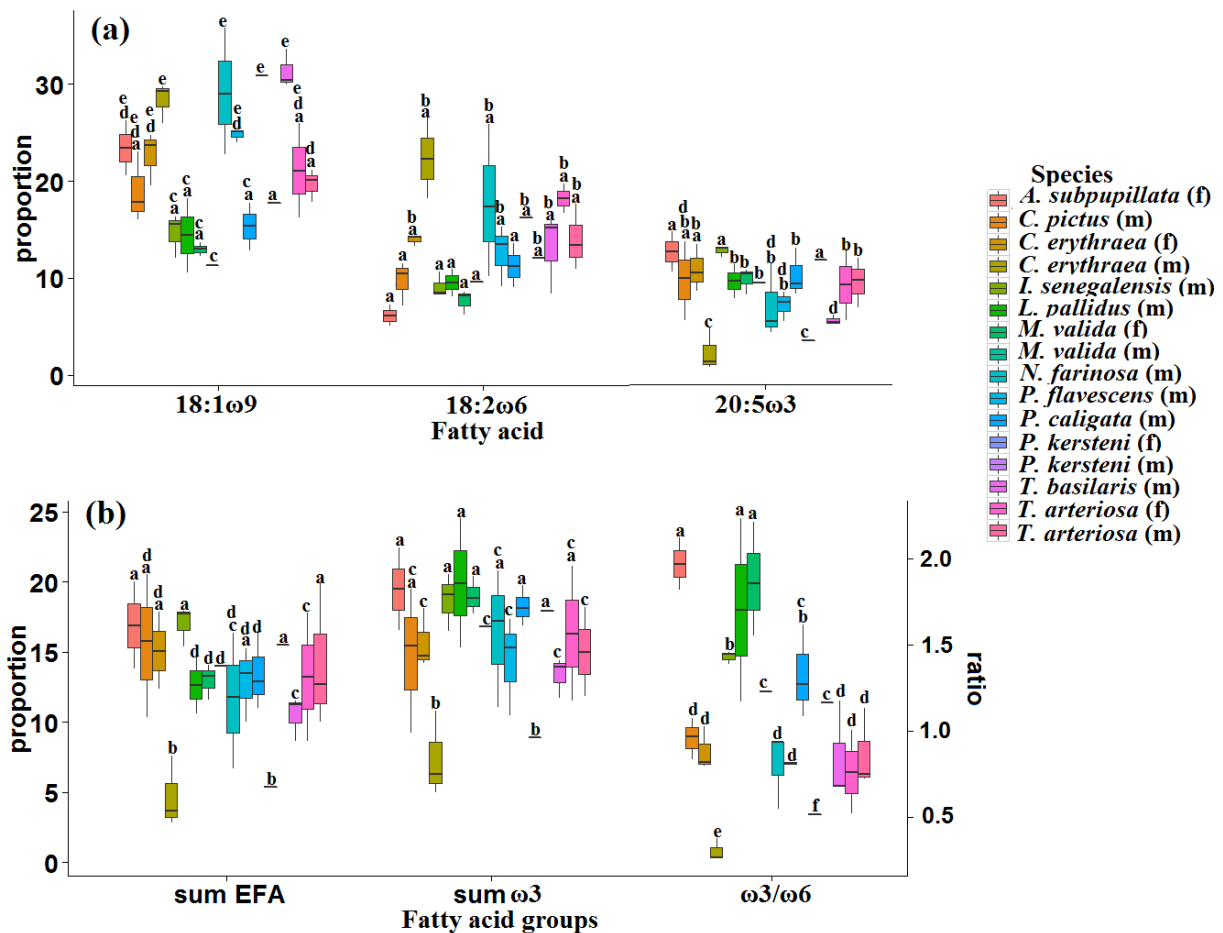 (a)
proportion
30
20
10
0
e d
e d a
e d
e
c a
c a
c a
c
e
e d
c a
e
a
e
e d a
b d a
a
a
b a
b a
a
a
a
a
b a
b a
a
b a
b a
b a
b a
b a
a
d b a
b a
c
a
b a
b a
b
d b
d b
b a
c
a
d
b a
b a
18:1ω9
18:2ω6
20:5ω3
Fatty acid
Species
A. subpupillata (f)
C. pictus (m)
C. erythraea (f)
C. erythraea (m)
I. senegalensis (m)
L. pallidus (m)
M. valida (f)
M. valida (m)
N. farinosa (m)
P. flavescens (m)
P. caligata (m)
P. kersteni (f)
P. kersteni (m)
T. basilaris (m)
T. arteriosa (f)
T. arteriosa (m)
(b)
proportion
25
20
15
10
5
0
a
d a
d a
b
a
d
d
d
c d
d a
d a
b
a
c
c d
a
a
c a
c
b
a
a
a
a
c a
c
a
b
a
c
c a
c
a
d
d
e
b
a
a
c
d
d
c b
f
c
d
d
d
2.0
1.5
1.0
0.5
ratio
sum EFA
sum ω3
ω3/ω6
Fatty acid groups